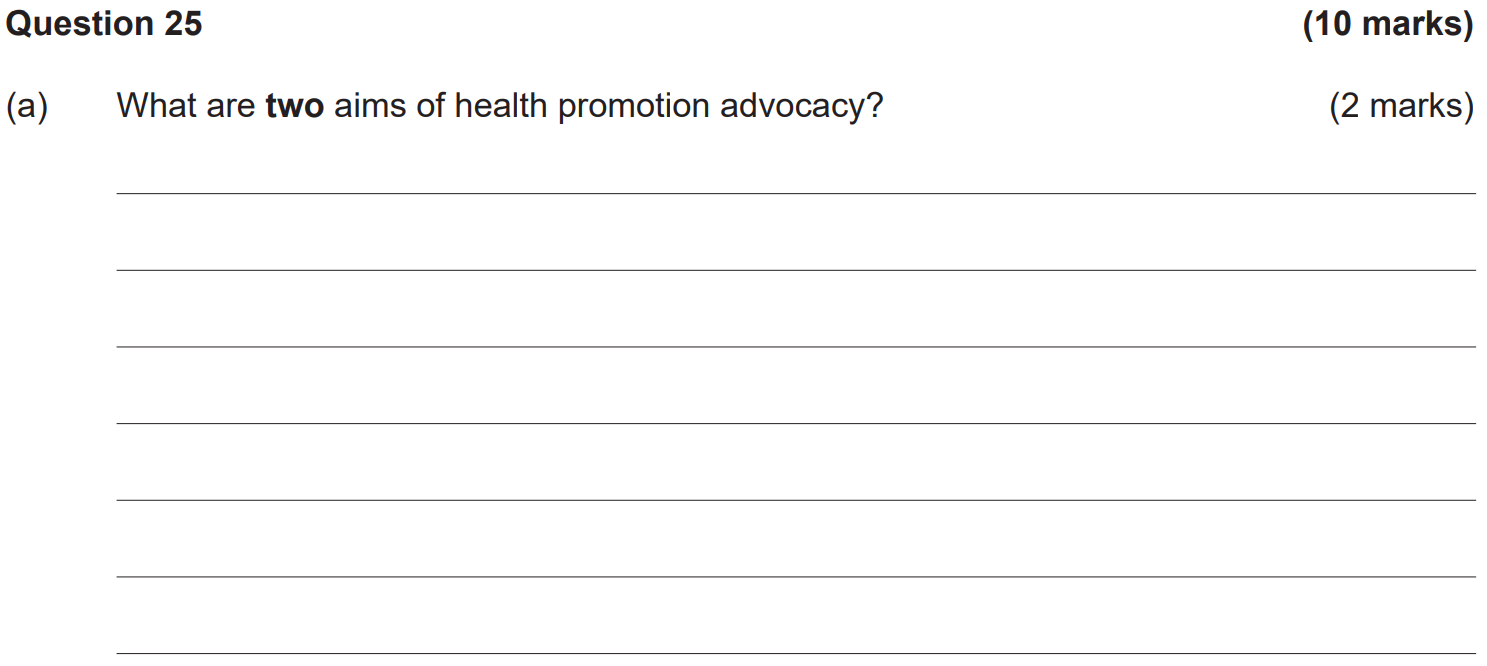 Question 25 (10 marks)
(a) What are two aims of health promotion advocacy? (2 marks)